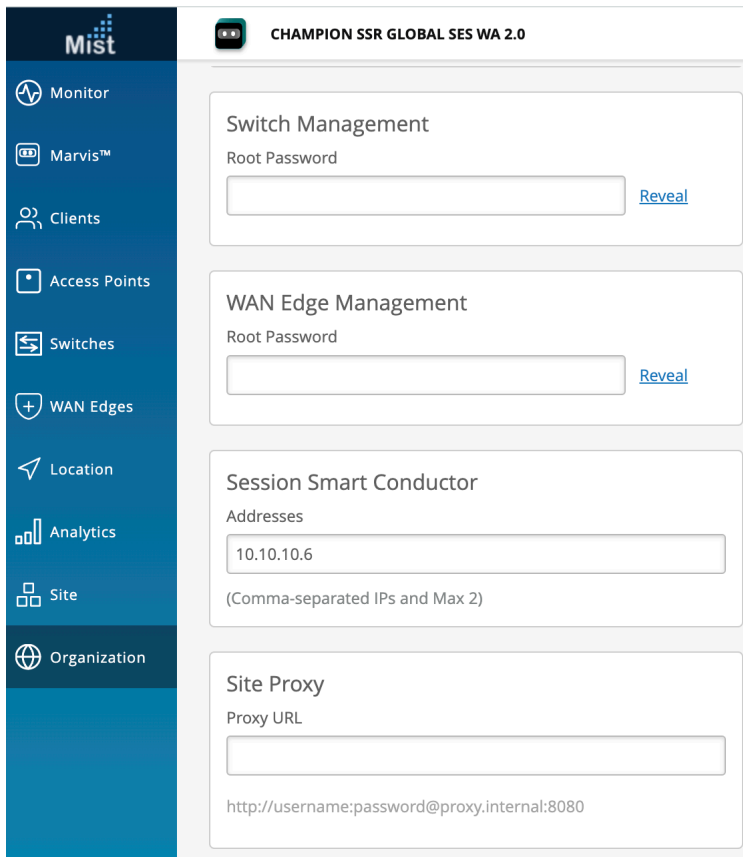 Mist
CHAMPION SSR GLOBAL SES WA 2.0
Monitor
Marvis™
Clients
Access Points
Switches
WAN Edges
Location
Analytics
Site
Organization
Switch Management
Root Password
Reveal
WAN Edge Management
Root Password
Reveal
Session Smart Conductor
Addresses
10.10.10.6
(Comma-separated IPs and Max 2)
Site Proxy
Proxy URL
http://username:password@proxy.internal:8080